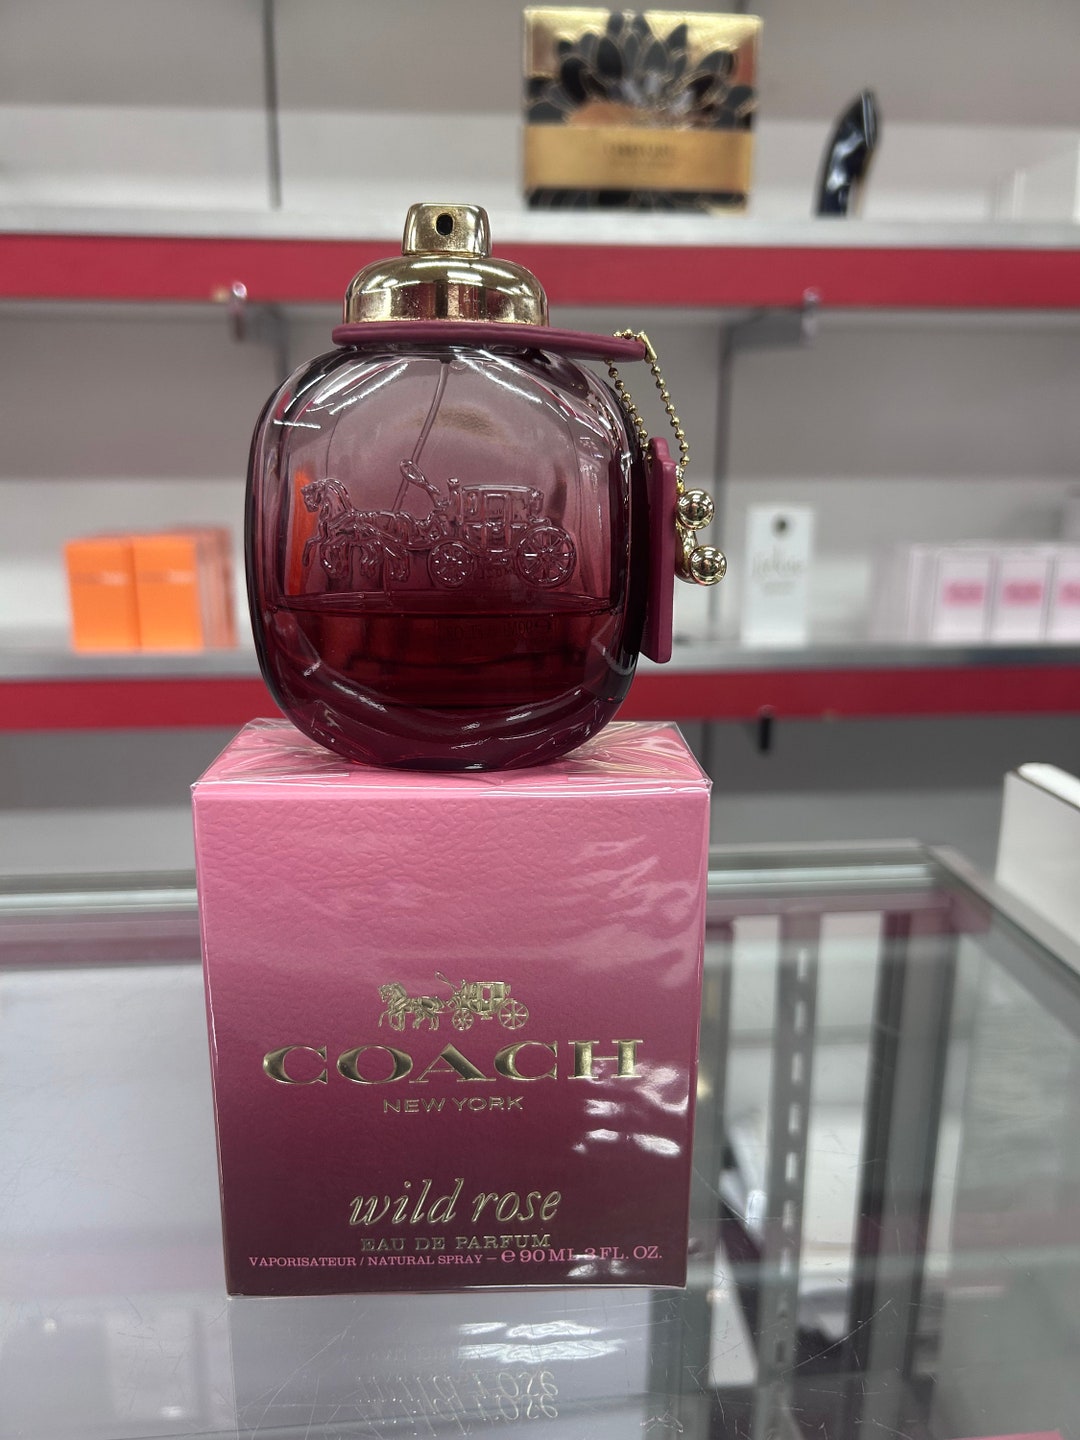 COACH
NEW YORK
wild rose
EAU DE PARFUM
VAPORISATEUR / NATURAL SPRAY – ℮ 90 ML 3 FL. OZ.